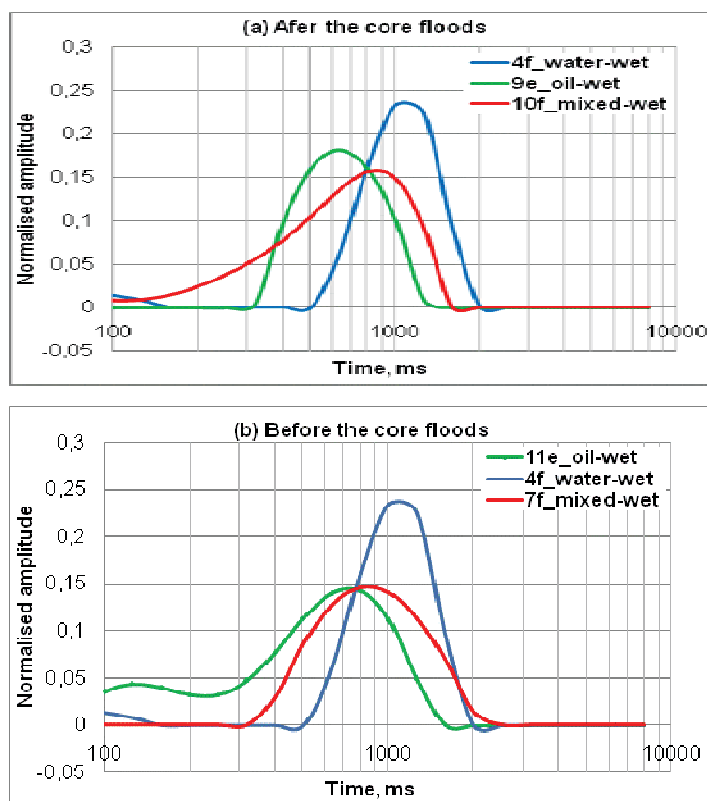 (a) Afer the core floods
0,3
0,25
0,2
0,15
0,1
0,05
0
-0,05
Normalised amplitude
4f_water-wet
9e_oil-wet
10f_mixed-wet
100
1000
10000
Time, ms
(b) Before the core floods
0,3
0,25
0,2
0,15
0,1
0,05
0
-0,05
Normalised amplitude
11e_oil-wet
4f_water-wet
7f_mixed-wet
100
1000
10000
Time, ms